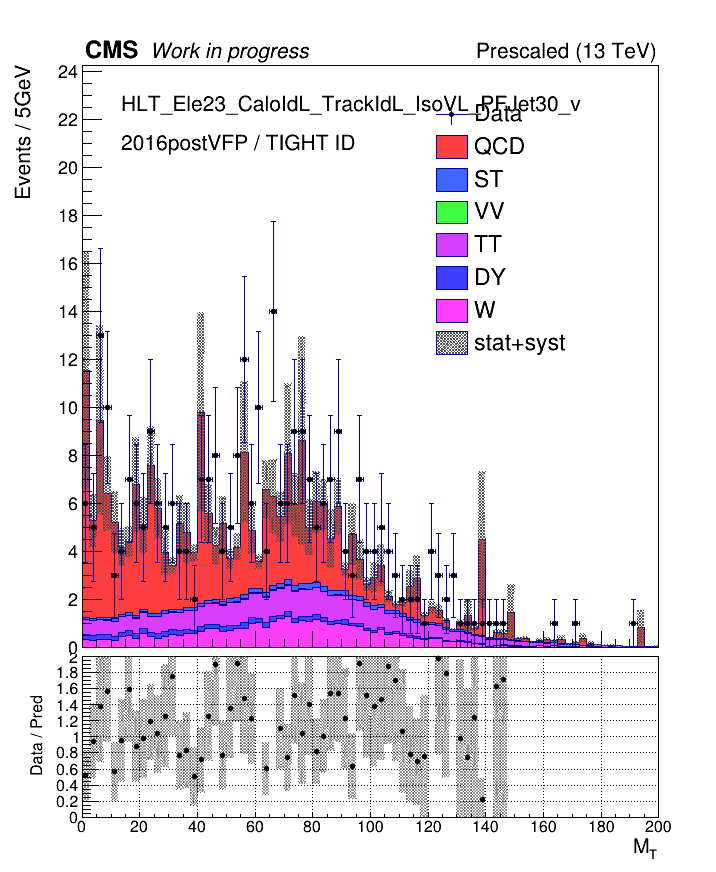 CMS Work in progress Prescaled (13 TeV)
Events / 5GeV
24
22
20
18
16
14
12
10
8
6
4
2
0
HLT_Ele23_CaloIdL_TrackIdL_IsoVL_PFJet30_v
2016postVFP / TIGHT ID
Data
QCD
ST
VV
TT
DY
W
stat+syst
Data / Pred
2
1.8
1.6
1.4
1.2
1
0.8
0.6
0.4
0.2
0
0 20 40 60 80 100 120 140 160 180 200
M_T